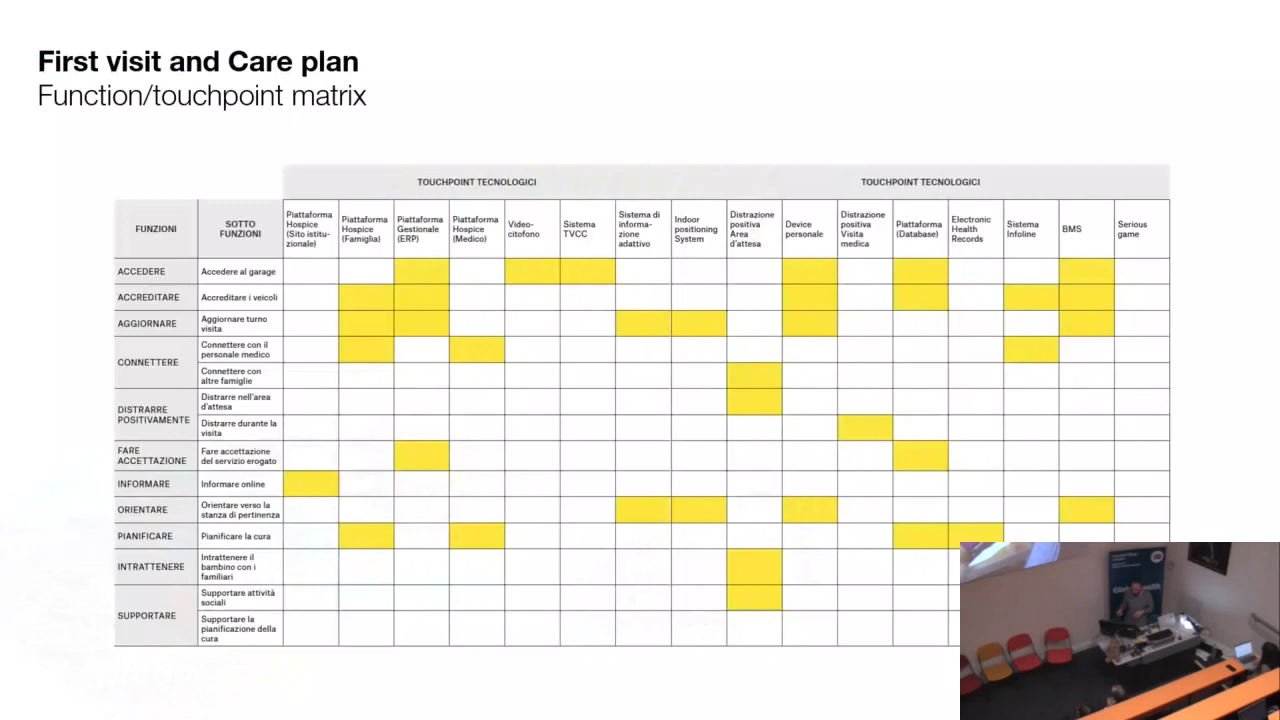 First visit and Care plan
Function/touchpoint matrix
TOUCHPOINT TECNOLOGICI
TOUCHPOINT TECNOLOGICI
FUNZIONI
SOTTO
FUNZIONI
Piattaforma
Hospice
(Sito istitu-
zionale)
Piattaforma
Hospice
(Famiglia)
Piattaforma
Gestionale
(ERP)
Piattaforma
Hospice
(Medico)
Video-
citofono
Sistema
TVCC
Sistema di
informa-
zione
adattivo
Indoor
positioning
System
Distrazione
positiva
Area
d'attesa
Device
personale
Distrazione
positiva
Visita
medica
Piattaforma
(Database)
Electronic
Health
Records
Sistema
Infoline
BMS
Serious
game
ACCEDERE
Accedere al garage
ACCREDITARE
Accreditare i veicoli
AGGIORNARE
Aggiornare turno
visita
CONNETTERE
Connettere con il
personale medico
Connettere con
altre famiglie
DISTRARRE
POSITIVAMENTE
Distrarre nell'area
d'attesa
Distrarre durante la
visita
FARE
ACCETTAZIONE
Fare accettazione
del servizio erogato
INFORMARE
Informare online
ORIENTARE
Orientare verso la
stanza di pertinenza
PIANIFICARE
Pianificare la cura
INTRATTENERE
Intrattenere il
bambino con i
familiari
SUPPORTARE
Supportare attività
sociali
Supportare la
pianificazione della
cura